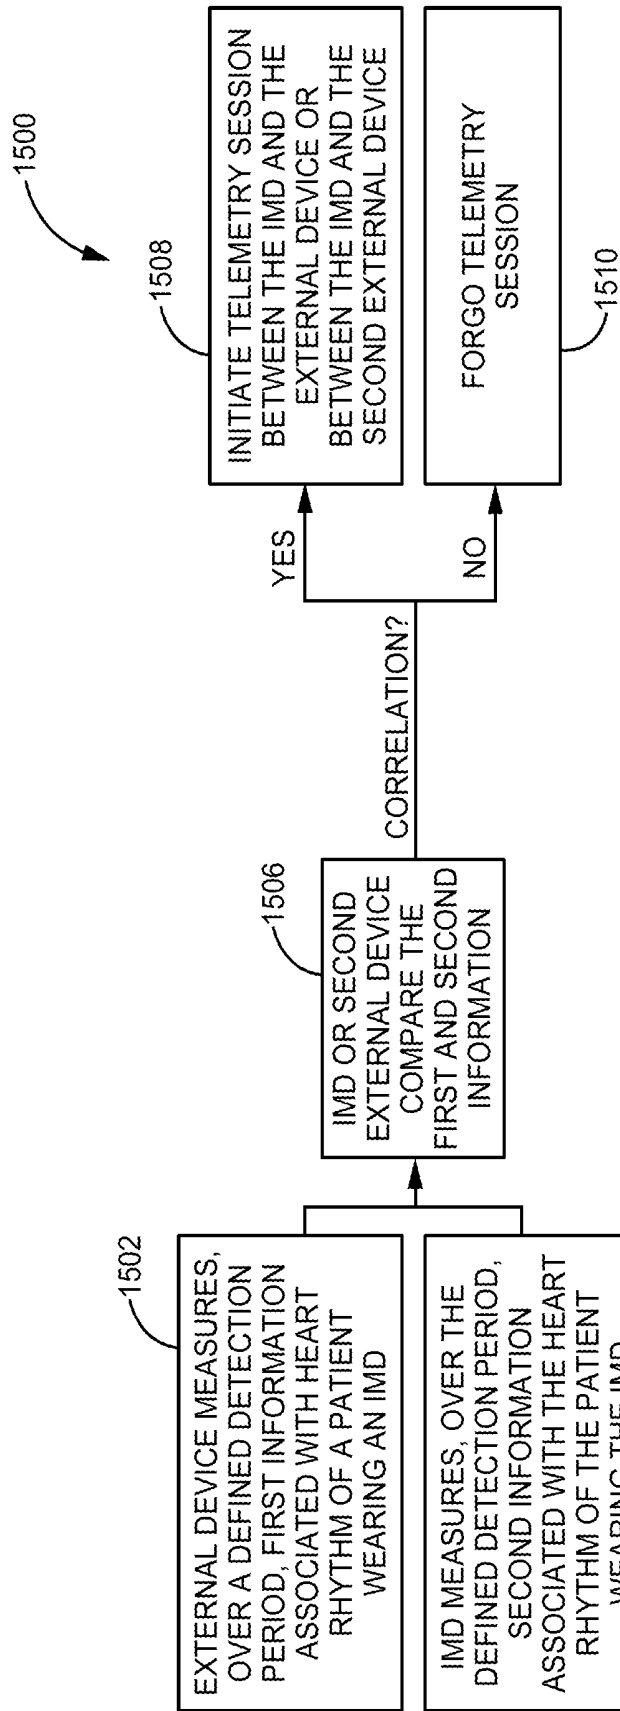 1500
1502
EXTERNAL DEVICE MEASURES,
OVER A DEFINED DETECTION
PERIOD, FIRST INFORMATION
ASSOCIATED WITH HEART
RHYTHM OF A PATIENT
WEARING AN IMD
IMD MEASURES, OVER THE
DEFINED DETECTION PERIOD,
SECOND INFORMATION
ASSOCIATED WITH THE HEART
RHYTHM OF THE PATIENT
WEARING THE IMD
1506
IMD OR SECOND
EXTERNAL DEVICE
COMPARE THE
FIRST AND SECOND
INFORMATION
CORRELATION?
YES
NO
1508
INITIATE TELEMETRY SESSION
BETWEEN THE IMD AND THE
EXTERNAL DEVICE OR
BETWEEN THE IMD AND THE
SECOND EXTERNAL DEVICE
FORGO TELEMETRY
SESSION
1510